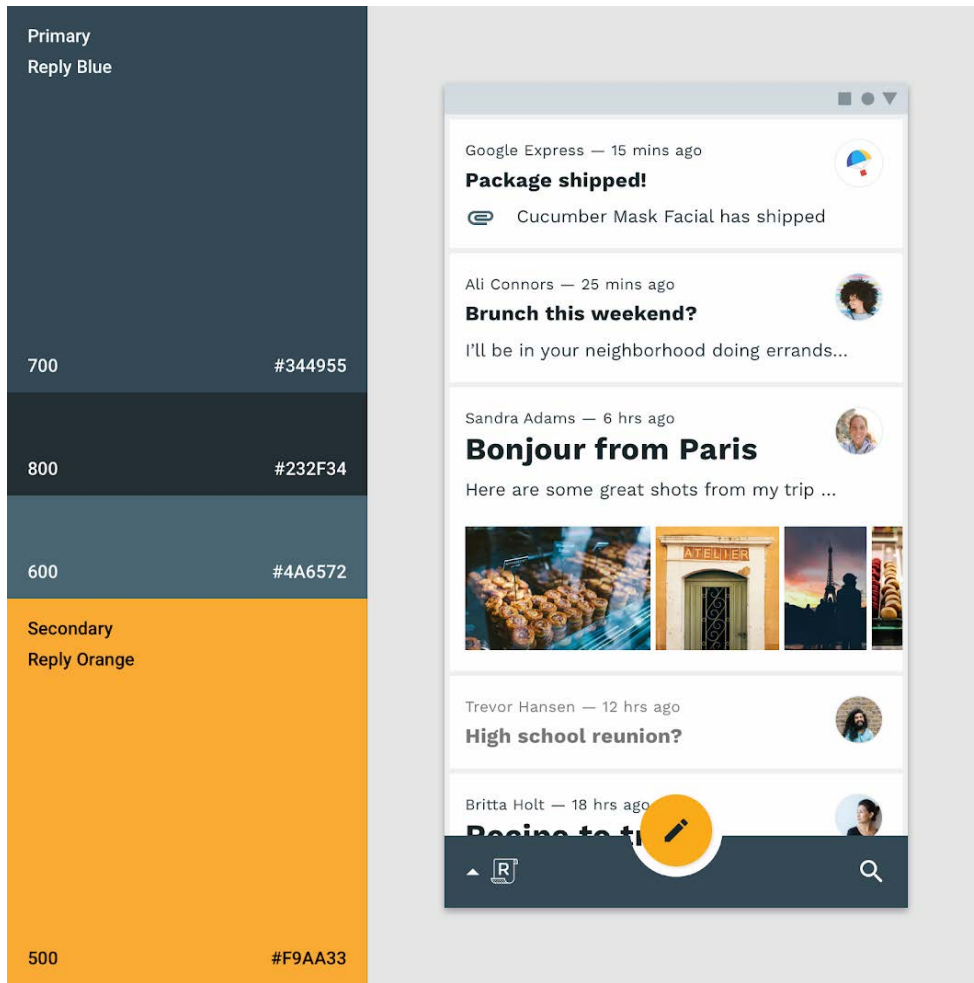 Primary
Reply Blue
700 #344955
800 #232F34
600 #4A6572
Secondary
Reply Orange
500 #F9AA33
Google Express — 15 mins ago
Package shipped!
Cucumber Mask Facial has shipped
Ali Connors — 25 mins ago
Brunch this weekend?
I'll be in your neighborhood doing errands...
Sandra Adams — 6 hrs ago
Bonjour from Paris
Here are some great shots from my trip ...
ATELIER
Trevor Hansen — 12 hrs ago
High school reunion?
Britta Holt — 18 hrs ago
Recipe to
R